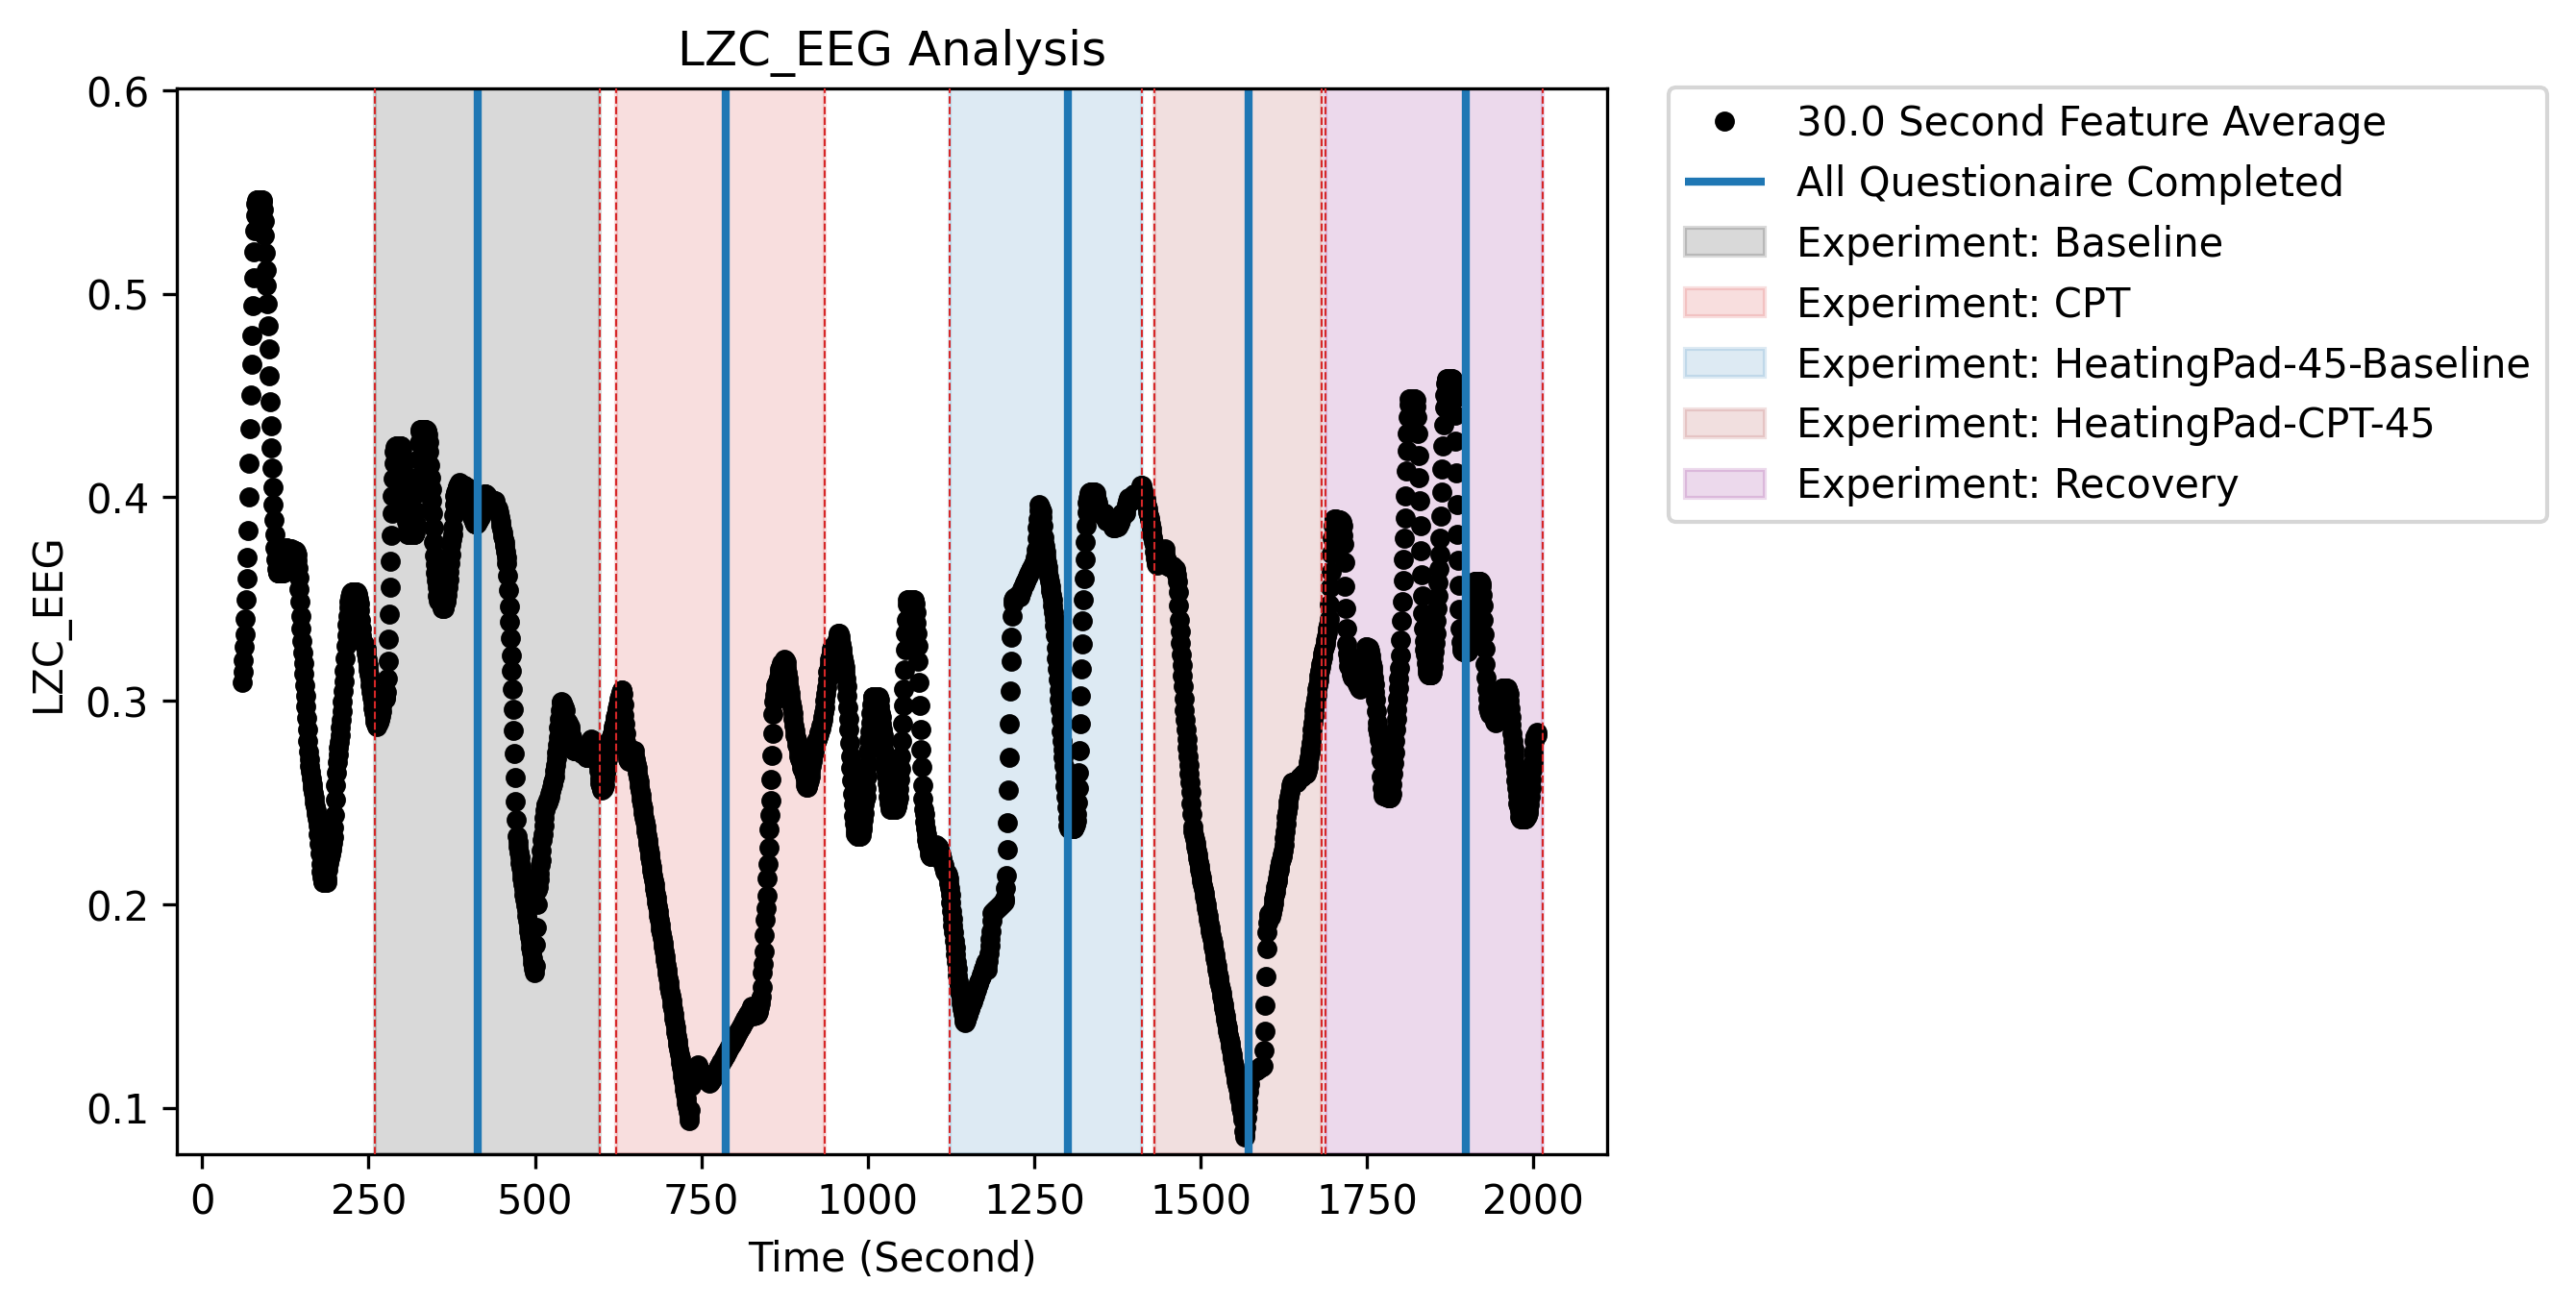 LZC_EEG Analysis
0.6
0.5
0.4
0.3
0.2
0.1
LZC_EEG
0 250 500 750 1000 1250 1500 1750 2000
Time (Second)
30.0 Second Feature Average
All Questionaire Completed
Experiment: Baseline
Experiment: CPT
Experiment: HeatingPad-45-Baseline
Experiment: HeatingPad-CPT-45
Experiment: Recovery